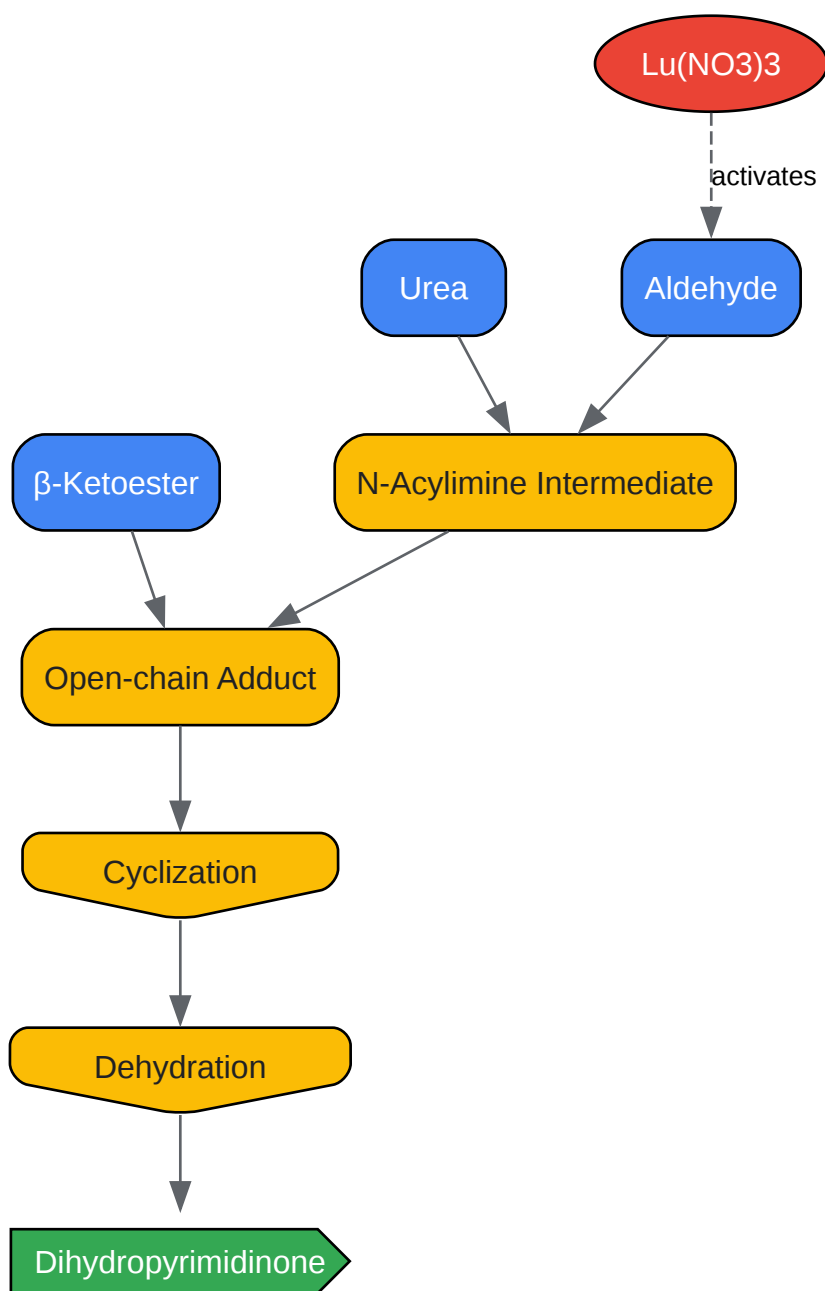 Lu(NO3)3
activates
Urea
Aldehyde
β-Ketoester
N-Acylimine Intermediate
Open-chain Adduct
Cyclization
Dehydration
Dihydropyrimidinone